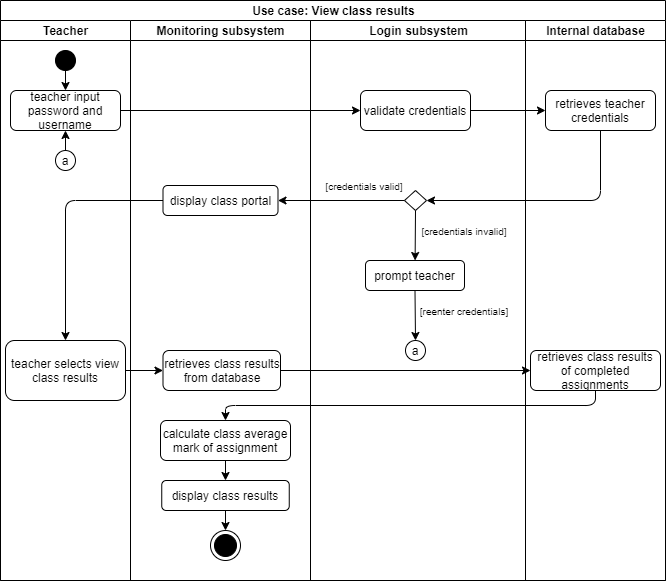 Use case: View class results
Teacher
Monitoring subsystem
Login subsystem
Internal database
teacher input
password and
username
validate credentials
retrieves teacher
credentials
a
[credentials valid]
display class portal
[credentials invalid]
prompt teacher
[reenter credentials]
a
teacher selects view
class results
retrieves class results
from database
retrieves class results
of completed
assignments
calculate class average
mark of assignment
display class results